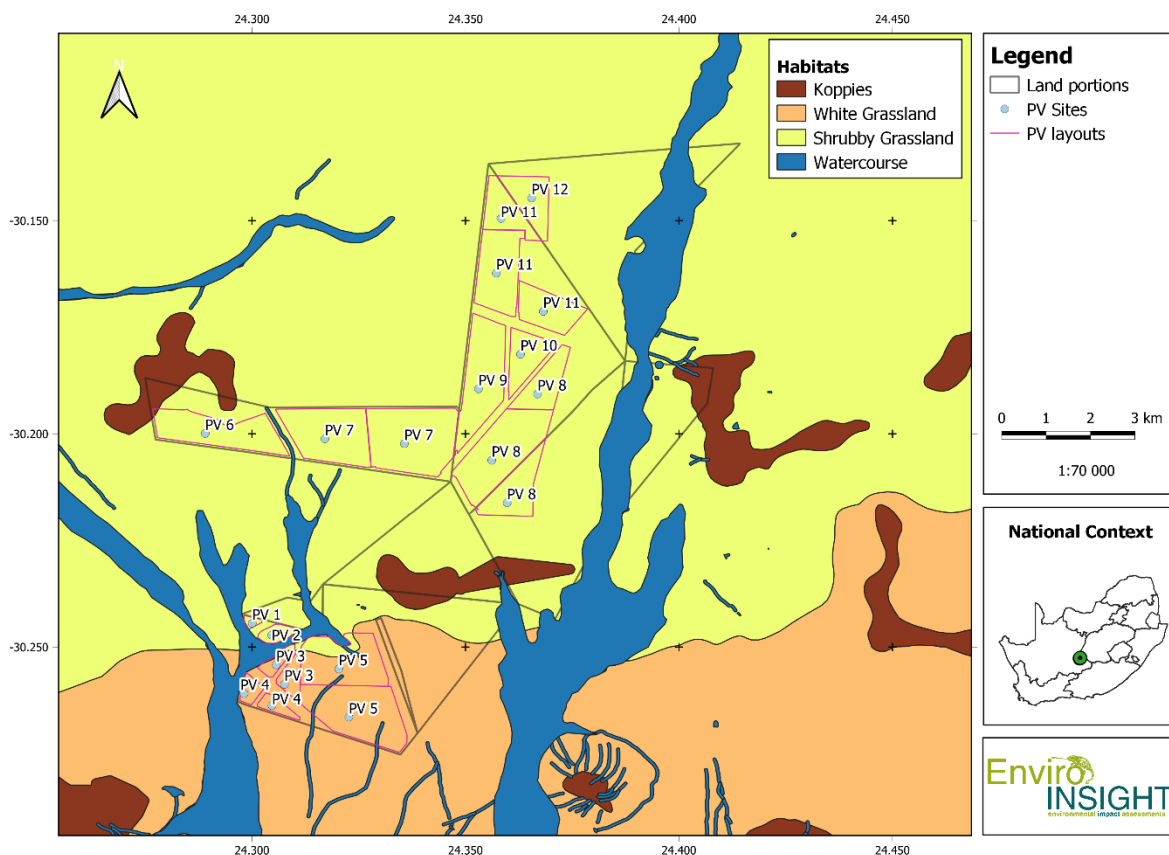 24.300
24.350
24.400
24.450
Habitats
Koppies
White Grassland
Shrubby Grassland
Watercourse
Legend
Land portions
PV Sites
PV layouts
-30.150
-30.200
-30.250
PV 12
PV 11
PV 11
PV 11
PV 10
PV 9
PV 8
PV 6
PV 7
PV 7
PV 8
PV 8
PV 1
PV 2
PV 3
PV 5
PV 3
PV 4
PV 4
PV 5
0 1 2 3 km
1:70 000
National Context
Enviro
INSIGHT
environmental impact assessments
24.300
24.350
24.400
24.450